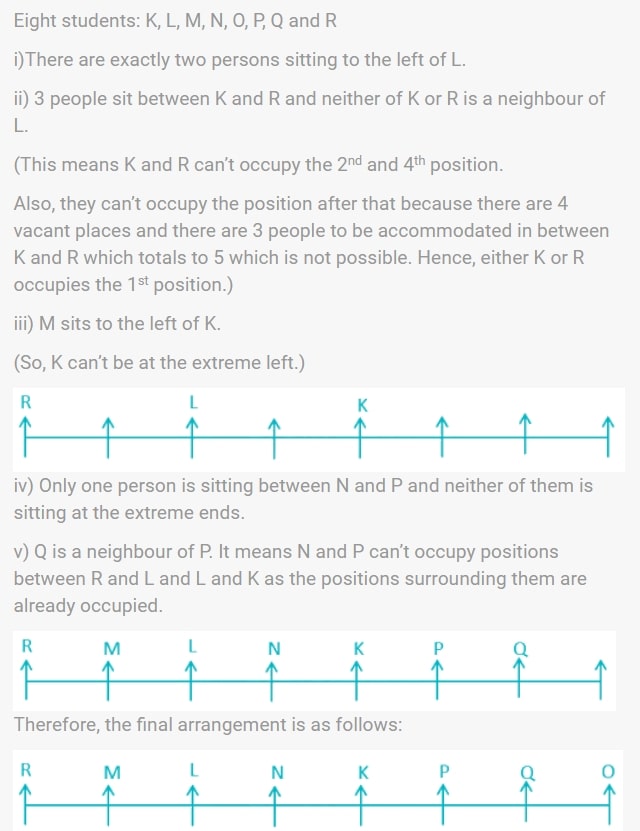 Eight students: K, L, M, N, O, P, Q and R
i)There are exactly two persons sitting to the left of L.
ii) 3 people sit between K and R and neither of K or R is a neighbour of
L.
(This means K and R can't occupy the 2nd and 4th position.
Also, they can't occupy the position after that because there are 4
vacant places and there are 3 people to be accommodated in between
K and R which totals to 5 which is not possible. Hence, either K or R
occupies the 1st position.)
iii) M sits to the left of K.
(So, K can't be at the extreme left.)
R L K
iv) Only one person is sitting between N and P and neither of them is
sitting at the extreme ends.
v) Q is a neighbour of P. It means N and P can't occupy positions
between R and L and L and K as the positions surrounding them are
already occupied.
R M L N K P Q
Therefore, the final arrangement is as follows:
R M L N K P Q O